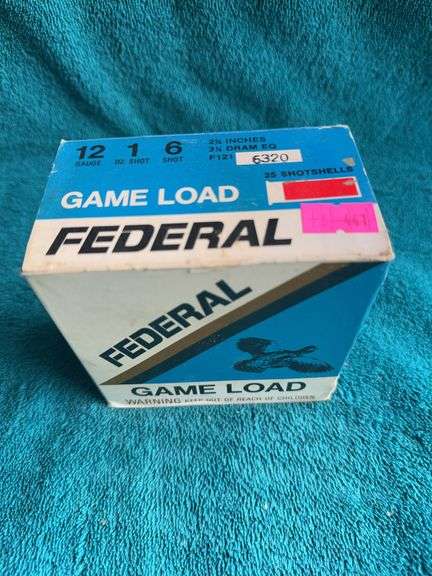 12 1 6
GAUGE OZ. SHOT SHOT
2¾ INCHES
3¼ DRAM EQ
F121 6320
25 SHOTSHELLS
GAME LOAD
FEDERAL
FEDERAL
GAME LOAD
WARNING KEEP OUT OF REACH OF CHILDREN